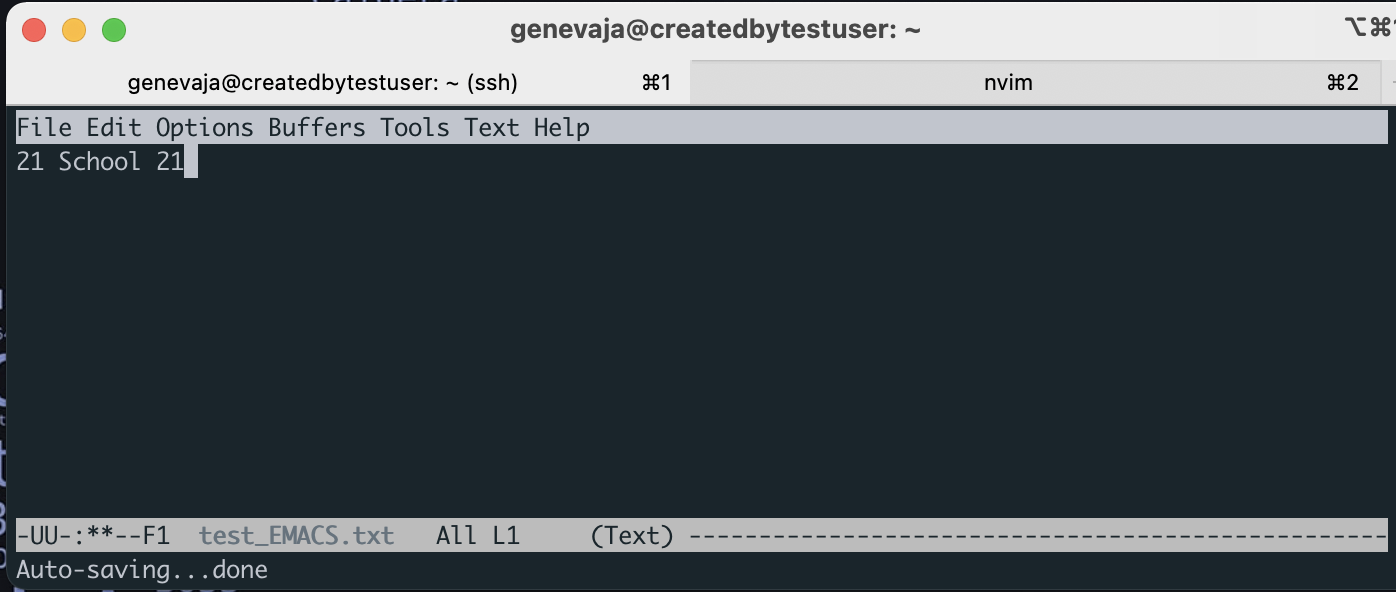 genevaja@createdbytestuser: ~ ⌥⌘
genevaja@createdbytestuser: ~ (ssh) ⌘1 nvim ⌘2
File Edit Options Buffers Tools Text Help
21 School 21
-UU-:**--F1 test_EMACS.txt All L1 (Text) --------------------------------------------------
Auto-saving...done